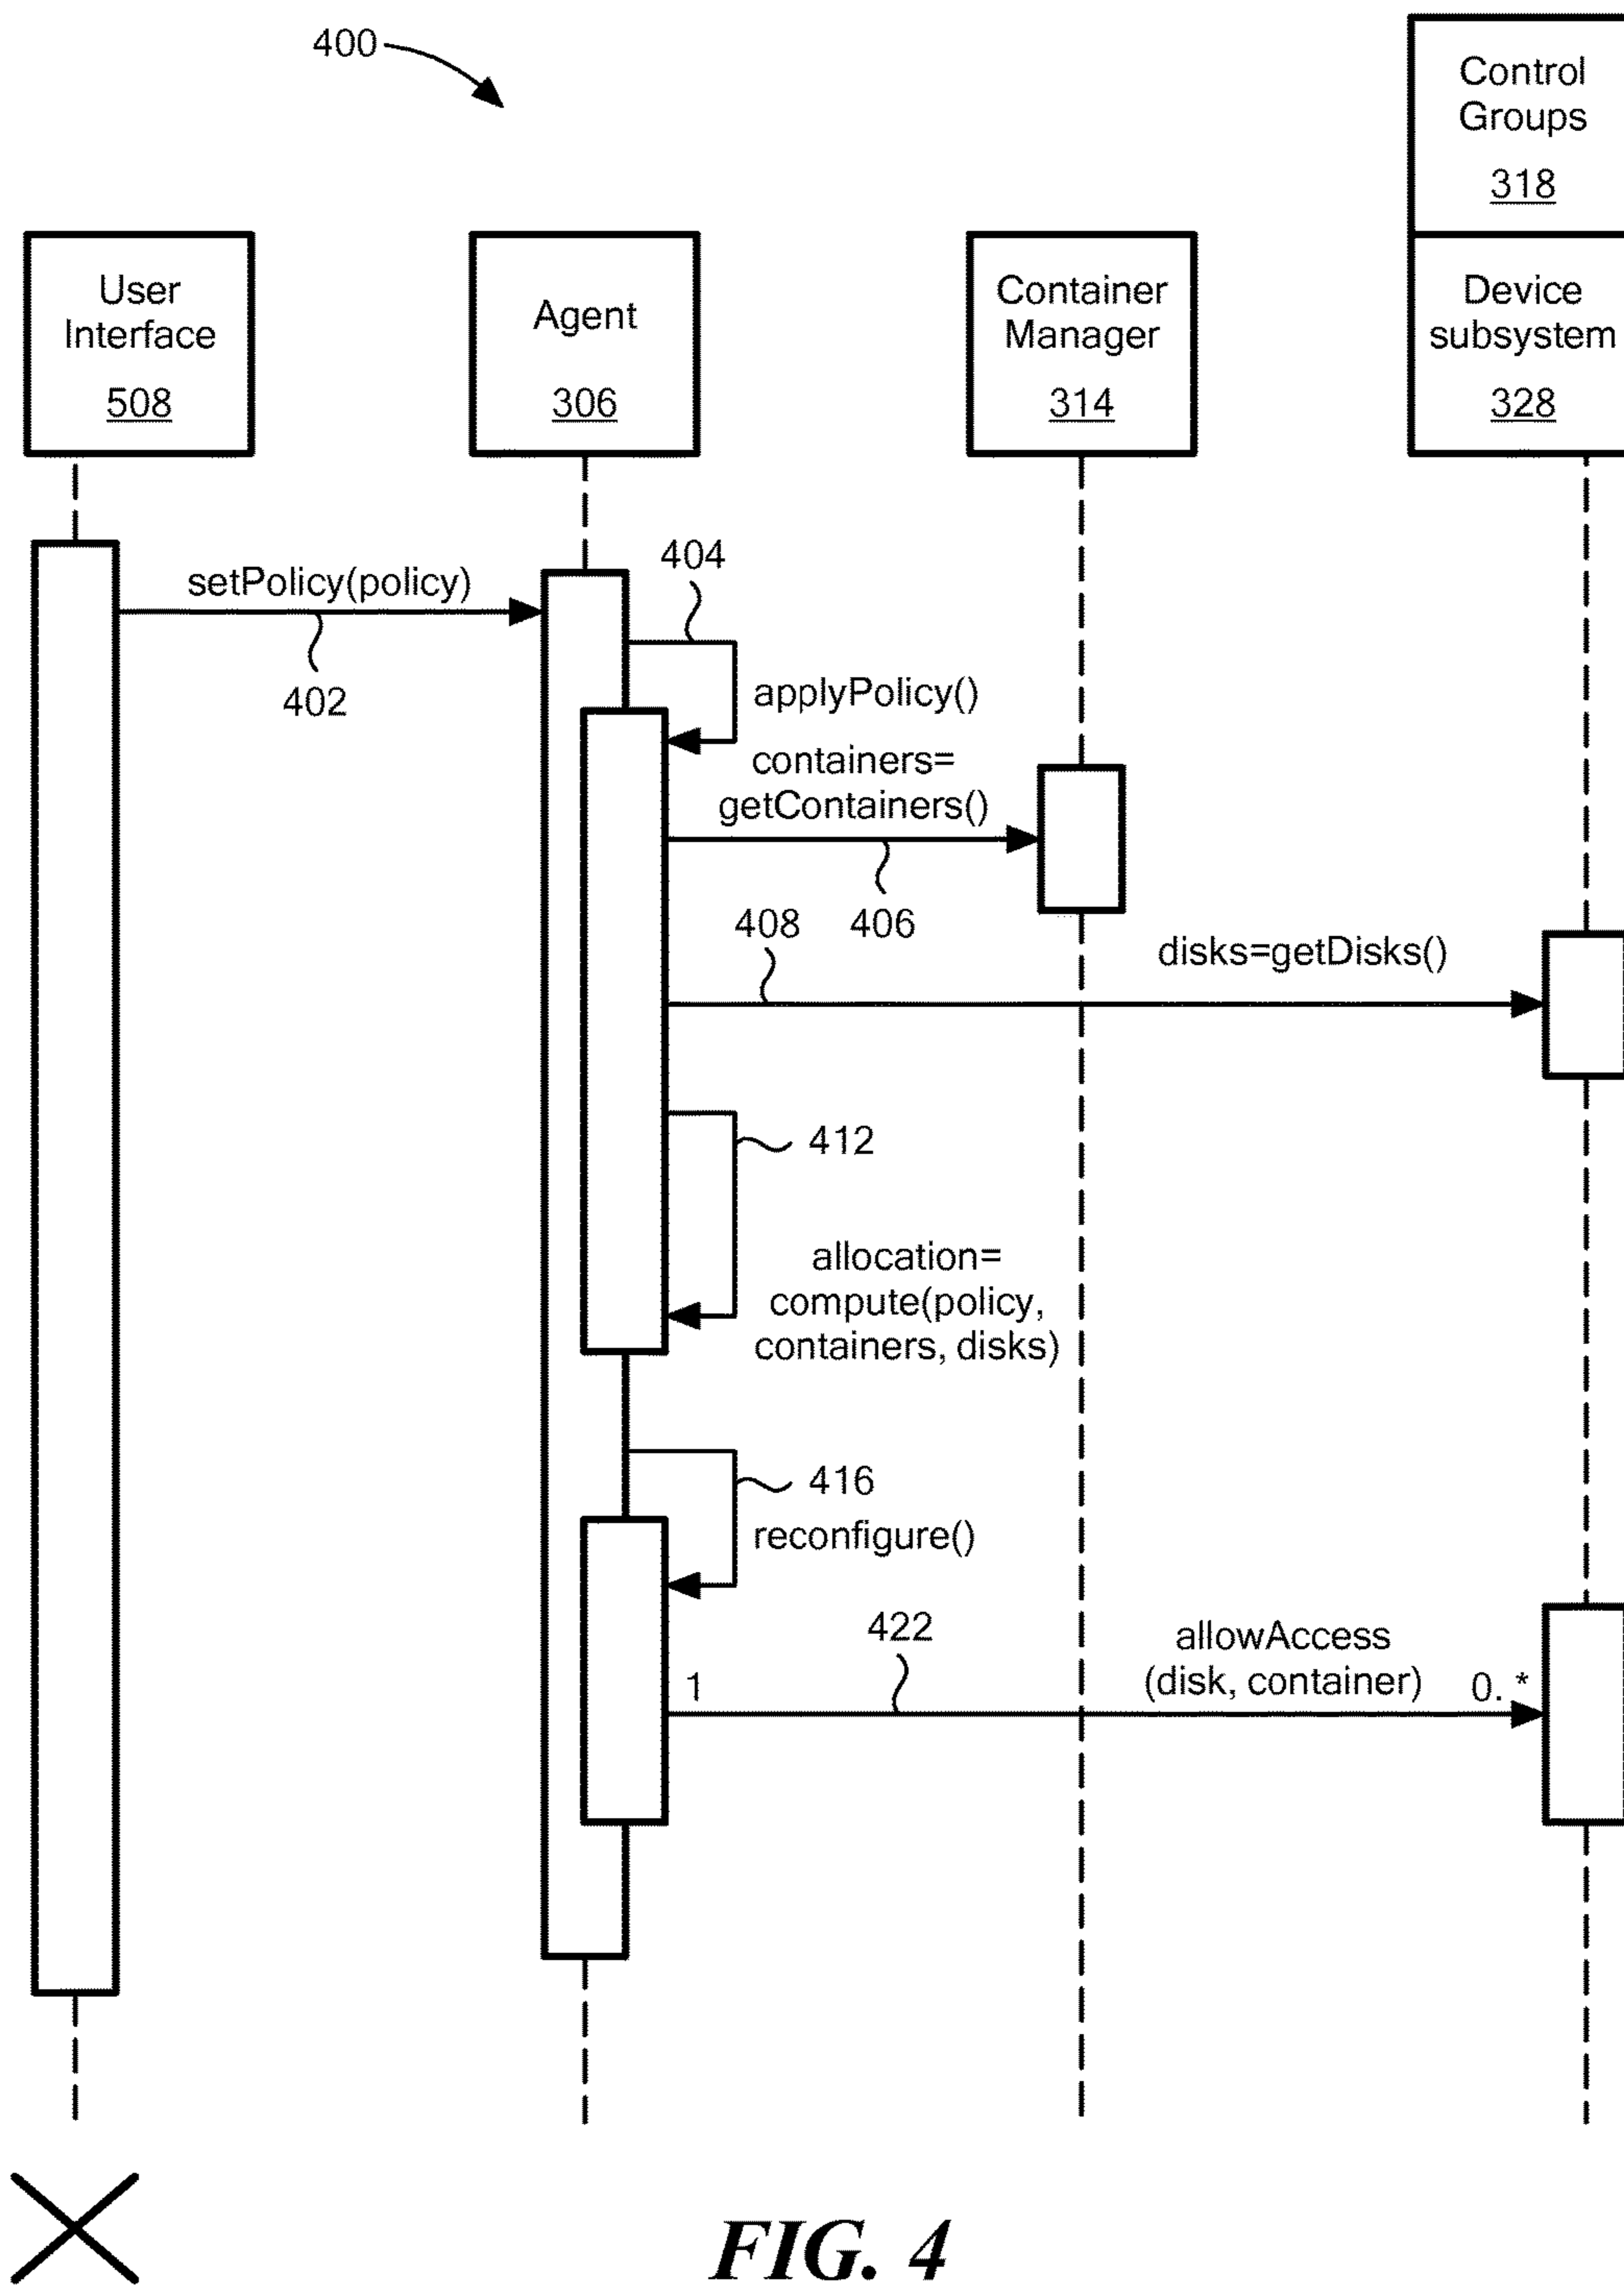 400
Control
Groups
318
User
Interface
508
Agent
306
Container
Manager
314
Device
subsystem
328
setPolicy(policy)
402
404
applyPolicy()
containers=
getContainers()
406
408
disks=getDisks()
412
allocation=
compute(policy,
containers, disks)
416
reconfigure()
422
allowAccess
(disk, container)
1
0. *
FIG. 4